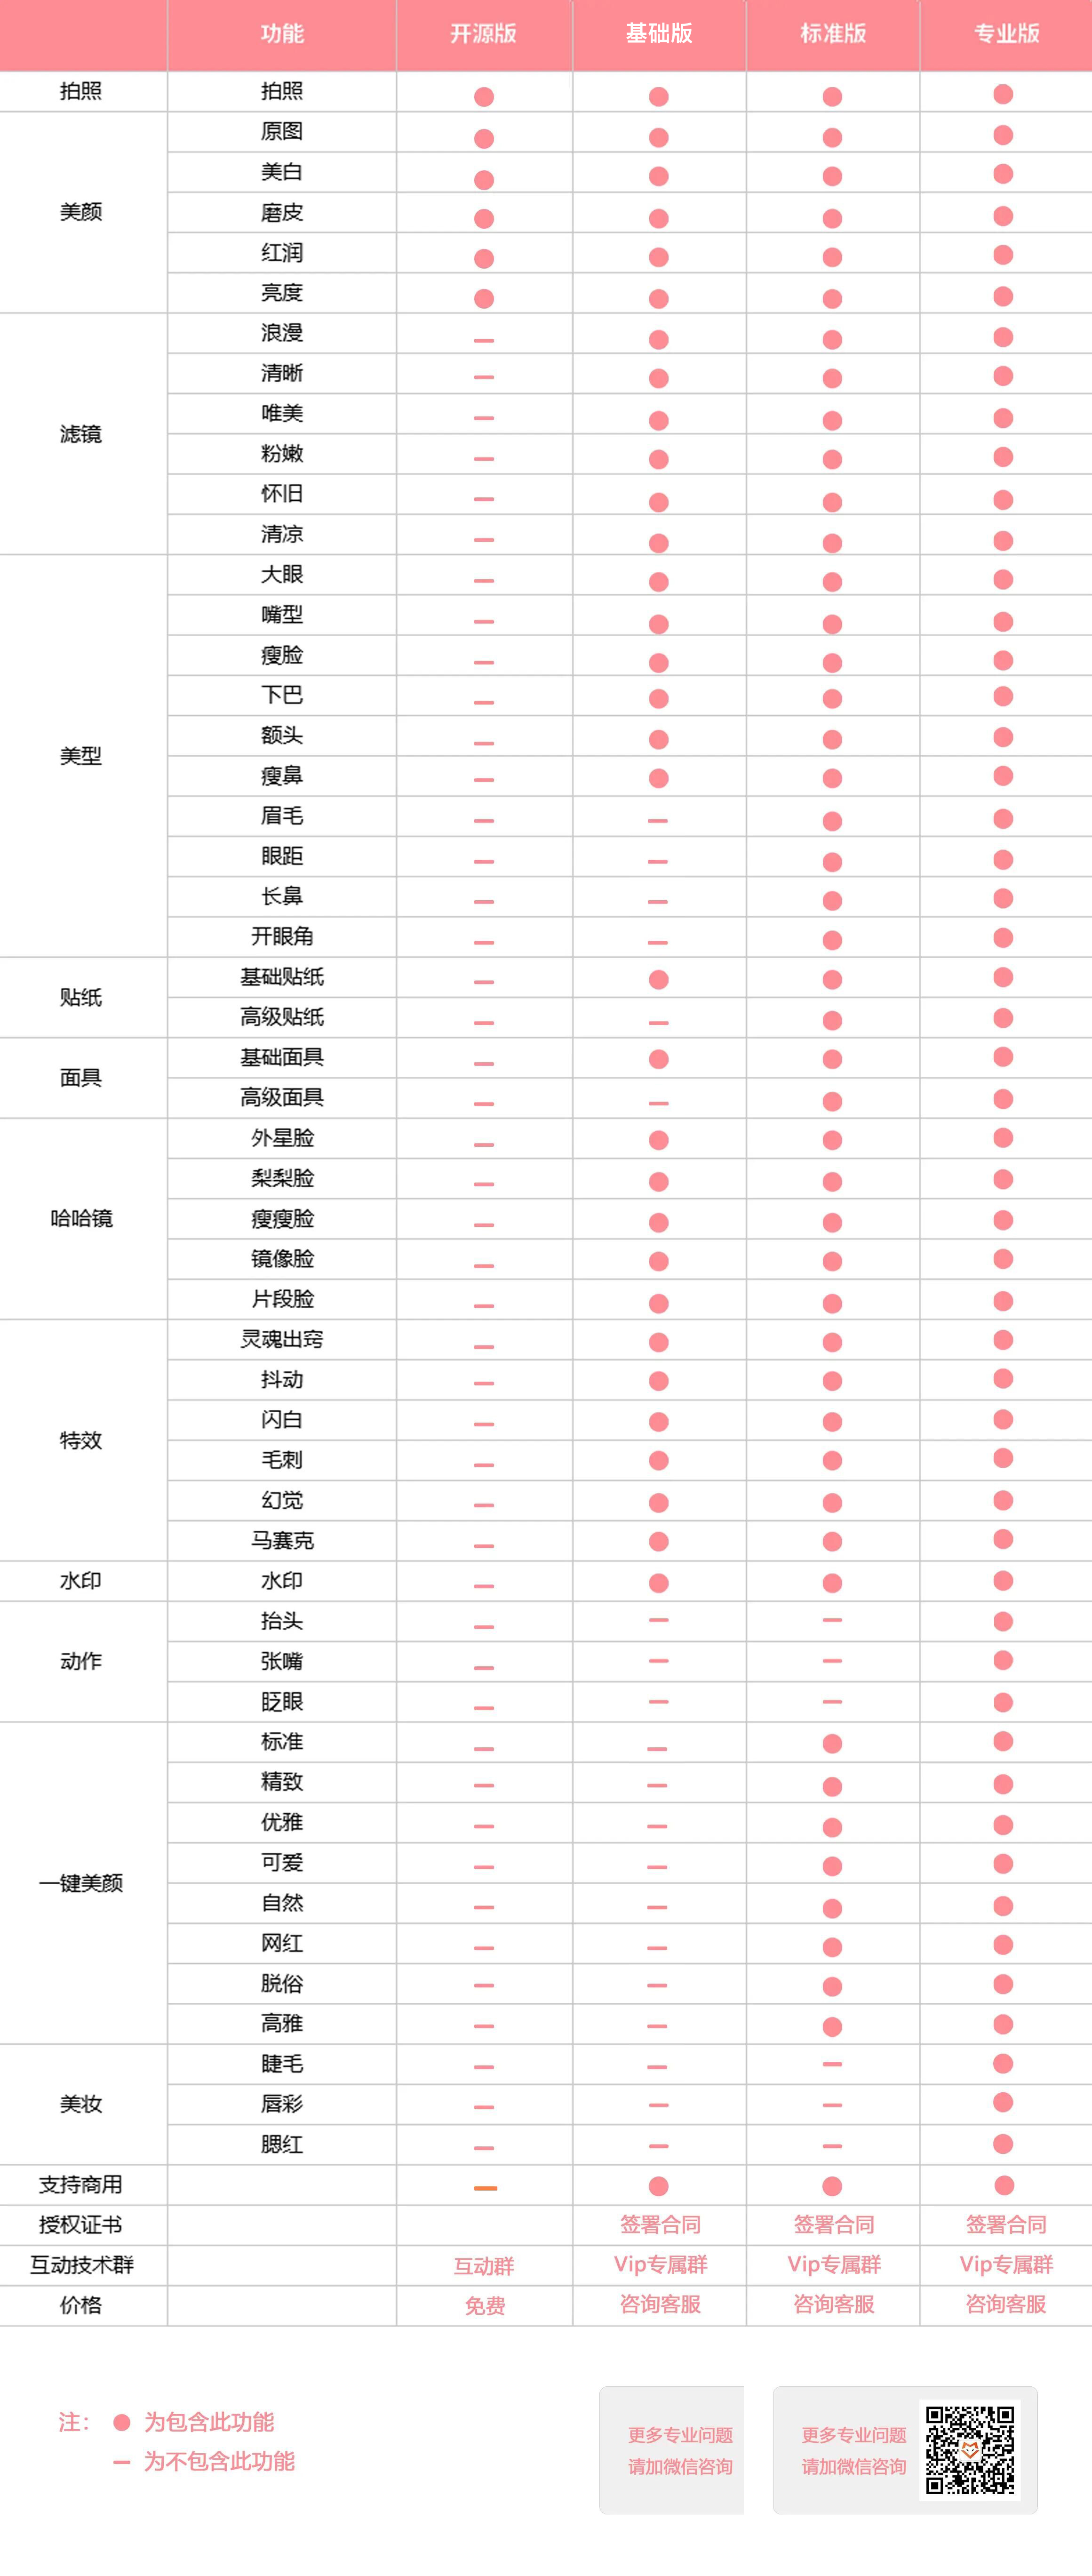 功能 开源版 基础版 标准版 专业版
拍照 拍照 ● ● ● ●
美颜 原图 ● ● ● ●
美白 ● ● ● ●
磨皮 ● ● ● ●
红润 ● ● ● ●
亮度 ● ● ● ●
滤镜 浪漫 — ● ● ●
清晰 — ● ● ●
唯美 — ● ● ●
粉嫩 — ● ● ●
怀旧 — ● ● ●
清凉 — ● ● ●
美型 大眼 — ● ● ●
嘴型 — ● ● ●
瘦脸 — ● ● ●
下巴 — ● ● ●
额头 — ● ● ●
瘦鼻 — ● ● ●
眉毛 — — ● ●
眼距 — — ● ●
长鼻 — — ● ●
开眼角 — — ● ●
贴纸 基础贴纸 — ● ● ●
高级贴纸 — — ● ●
面具 基础面具 — ● ● ●
高级面具 — — ● ●
哈哈镜 外星脸 — ● ● ●
梨梨脸 — ● ● ●
瘦瘦脸 — ● ● ●
镜像脸 — ● ● ●
片段脸 — ● ● ●
特效 灵魂出窍 — ● ● ●
抖动 — ● ● ●
闪白 — ● ● ●
毛刺 — ● ● ●
幻觉 — ● ● ●
马赛克 — ● ● ●
水印 水印 — ● ● ●
动作 抬头 — — — ●
张嘴 — — — ●
眨眼 — — — ●
一键美颜 标准 — — ● ●
精致 — — ● ●
优雅 — — ● ●
可爱 — — ● ●
自然 — — ● ●
网红 — — ● ●
脱俗 — — ● ●
高雅 — — ● ●
美妆 睫毛 — — — ●
唇彩 — — — ●
腮红 — — — ●
支持商用 — ● ● ●
授权证书 签署合同 签署合同 签署合同
互动技术群 互动群 Vip专属群 Vip专属群 Vip专属群
价格 免费 咨询客服 咨询客服 咨询客服
注: ● 为包含此功能
— 为不包含此功能
更多专业问题
请加微信咨询
更多专业问题
请加微信咨询